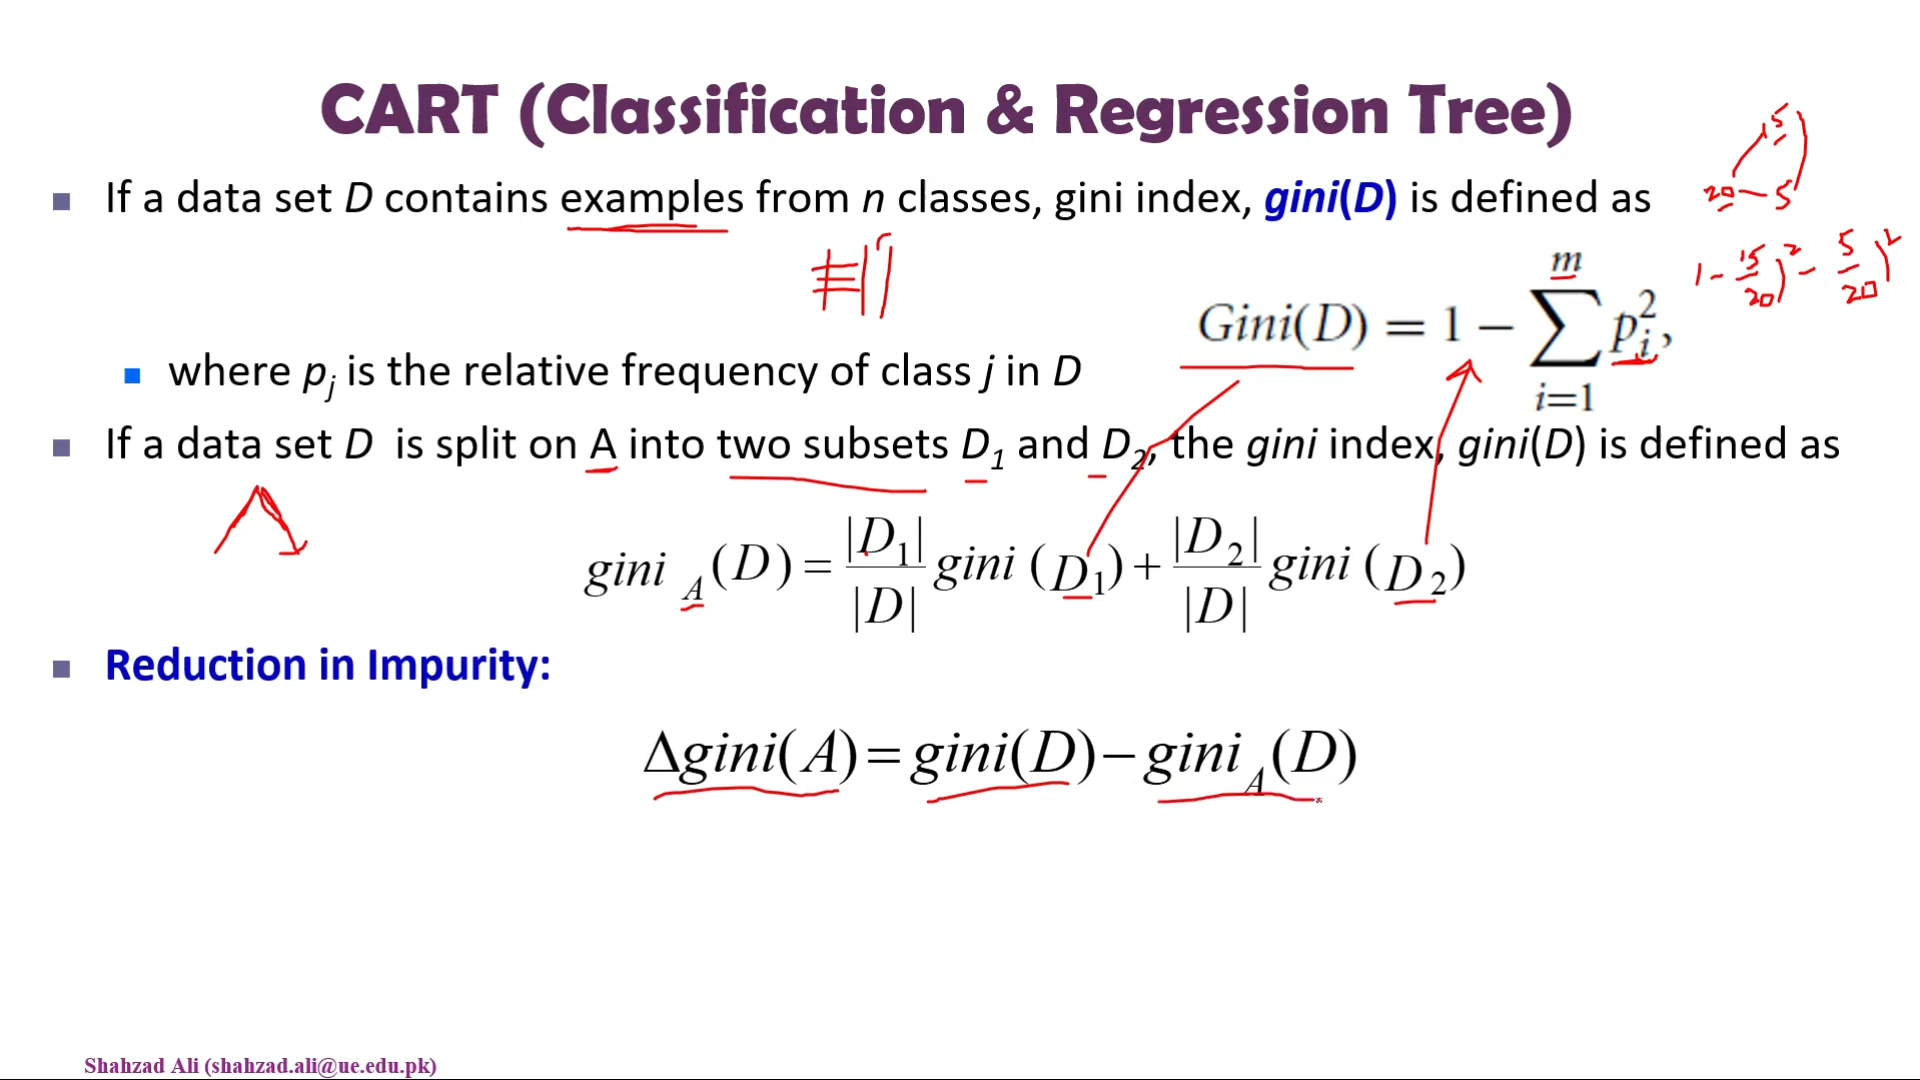 CART (Classification & Regression Tree)
If a data set D contains examples from n classes, gini index, gini(D) is defined as
15
20 — 5
1 - 15/20)² - 5/20)²
Gini(D) = 1 − ∑_{i=1}^{m} p_i^2,
where p_j is the relative frequency of class j in D
If a data set D is split on A into two subsets D_1 and D_2, the gini index, gini(D) is defined as
gini_A(D) = |D_1|/|D| gini(D_1) + |D_2|/|D| gini(D_2)
Reduction in Impurity:
Δgini(A) = gini(D) − gini_A(D)
Shahzad Ali (shahzad.ali@ue.edu.pk)